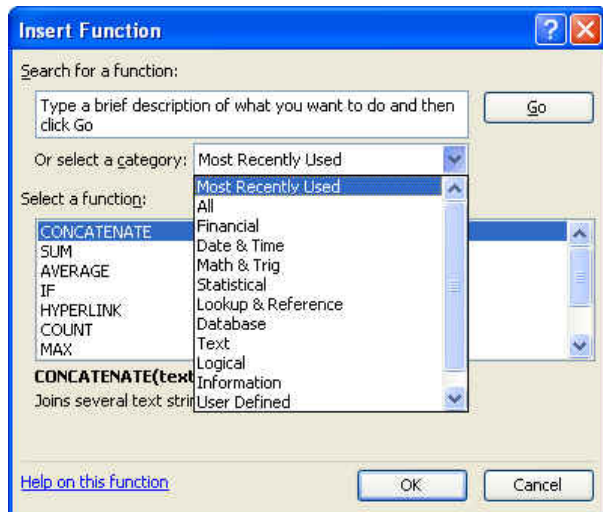 Insert Function
Search for a function:
Type a brief description of what you want to do and then
click Go
Go
Or select a category: Most Recently Used
Most Recently Used
All
Financial
Date & Time
Math & Trig
Statistical
Lookup & Reference
Database
Text
Logical
Information
User Defined
Select a function:
CONCATENATE
SUM
AVERAGE
IF
HYPERLINK
COUNT
MAX
CONCATENATE(text
Joins several text strin
Help on this function
OK
Cancel